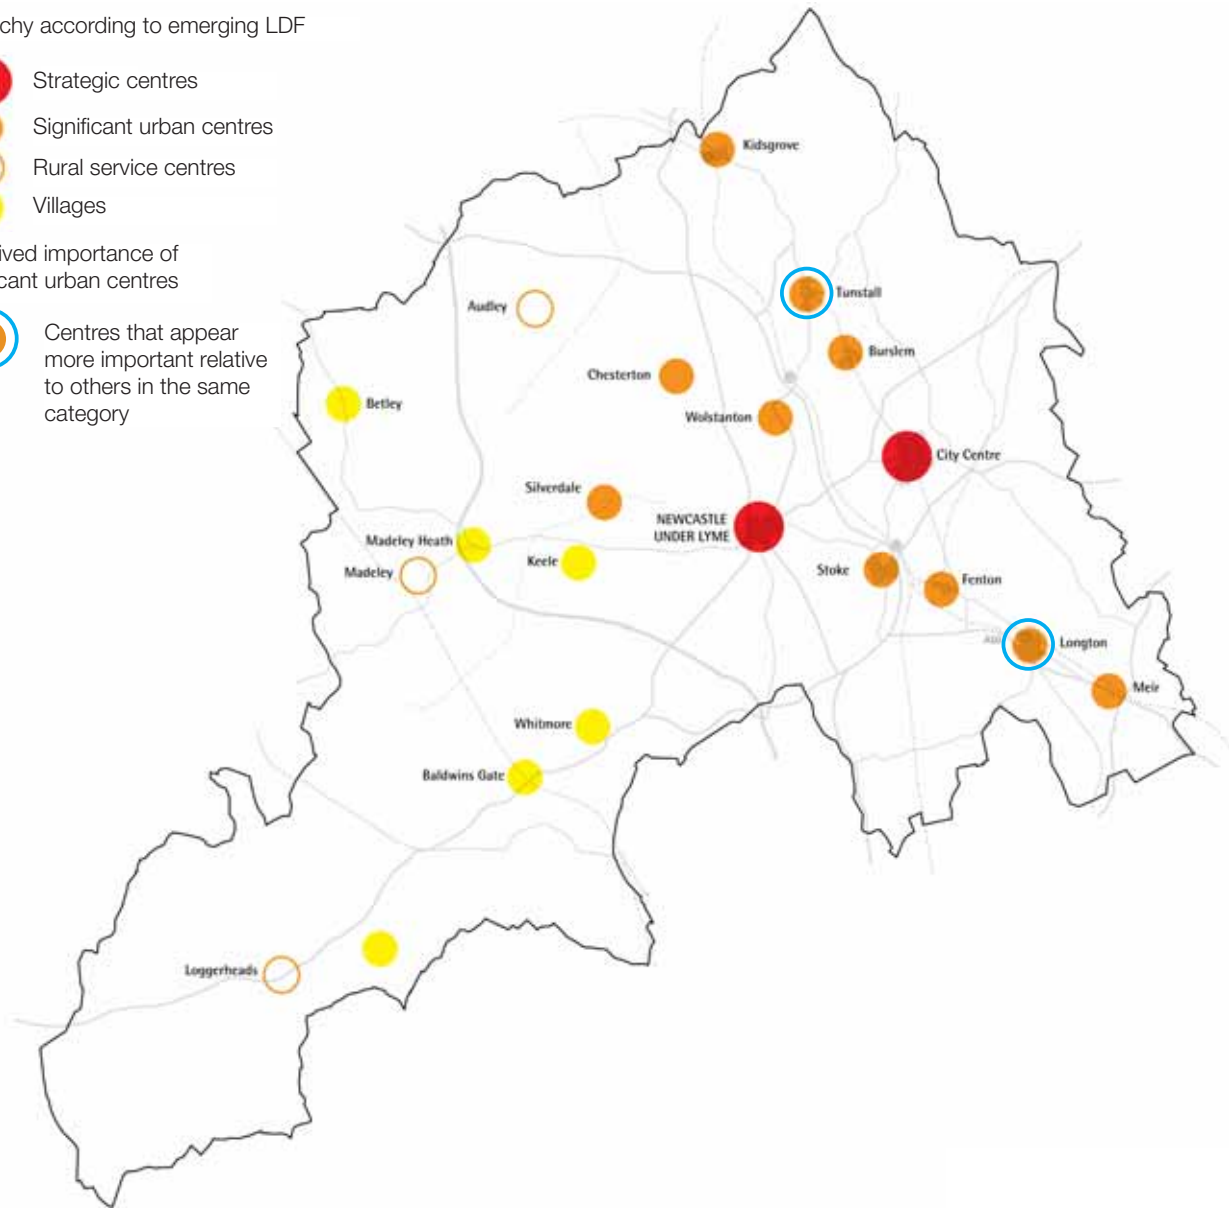 chy according to emerging LDF
Strategic centres
Significant urban centres
Rural service centres
Villages
ived importance of
icant urban centres
Centres that appear
more important relative
to others in the same
category
Kidsgrove
Tunstall
Audley
Burslem
Chesterton
Betley
Wolstanton
City Centre
Silverdale
NEWCASTLE
UNDER LYME
Madeley Heath
Keele
Madeley
Stoke
Fenton
Longton
Meir
Whitmore
Baldwins Gate
Loggerheads